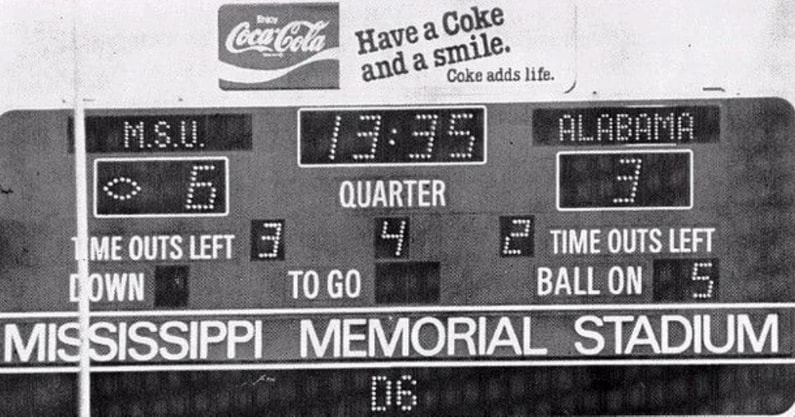 Enjoy
Coca-Cola
Have a Coke
and a smile.
Coke adds life.
M.S.U. 13:35 ALABAMA
6 QUARTER 3
TIME OUTS LEFT 3 4 2 TIME OUTS LEFT
DOWN TO GO BALL ON 5
MISSISSIPPI MEMORIAL STADIUM
06